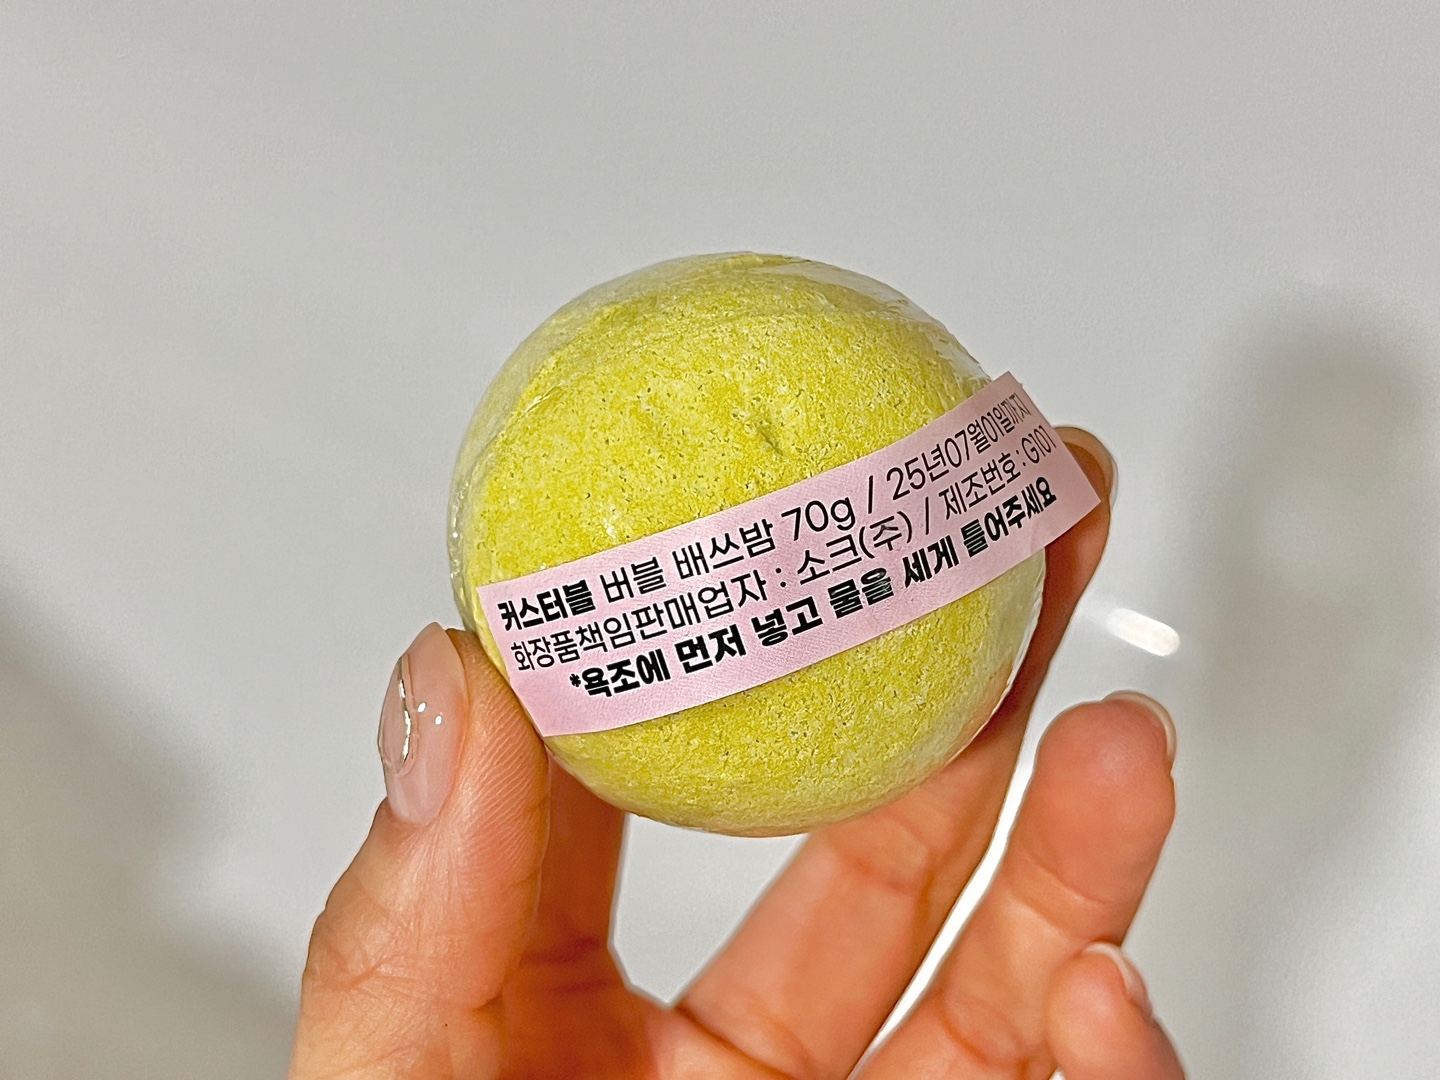 커스터블 버블 배쓰밤 70g / 25년07월01일까지
화장품책임판매업자 : 소크(주) / 제조번호 : G101
*욕조에 먼저 넣고 물을 세게 틀어주세요